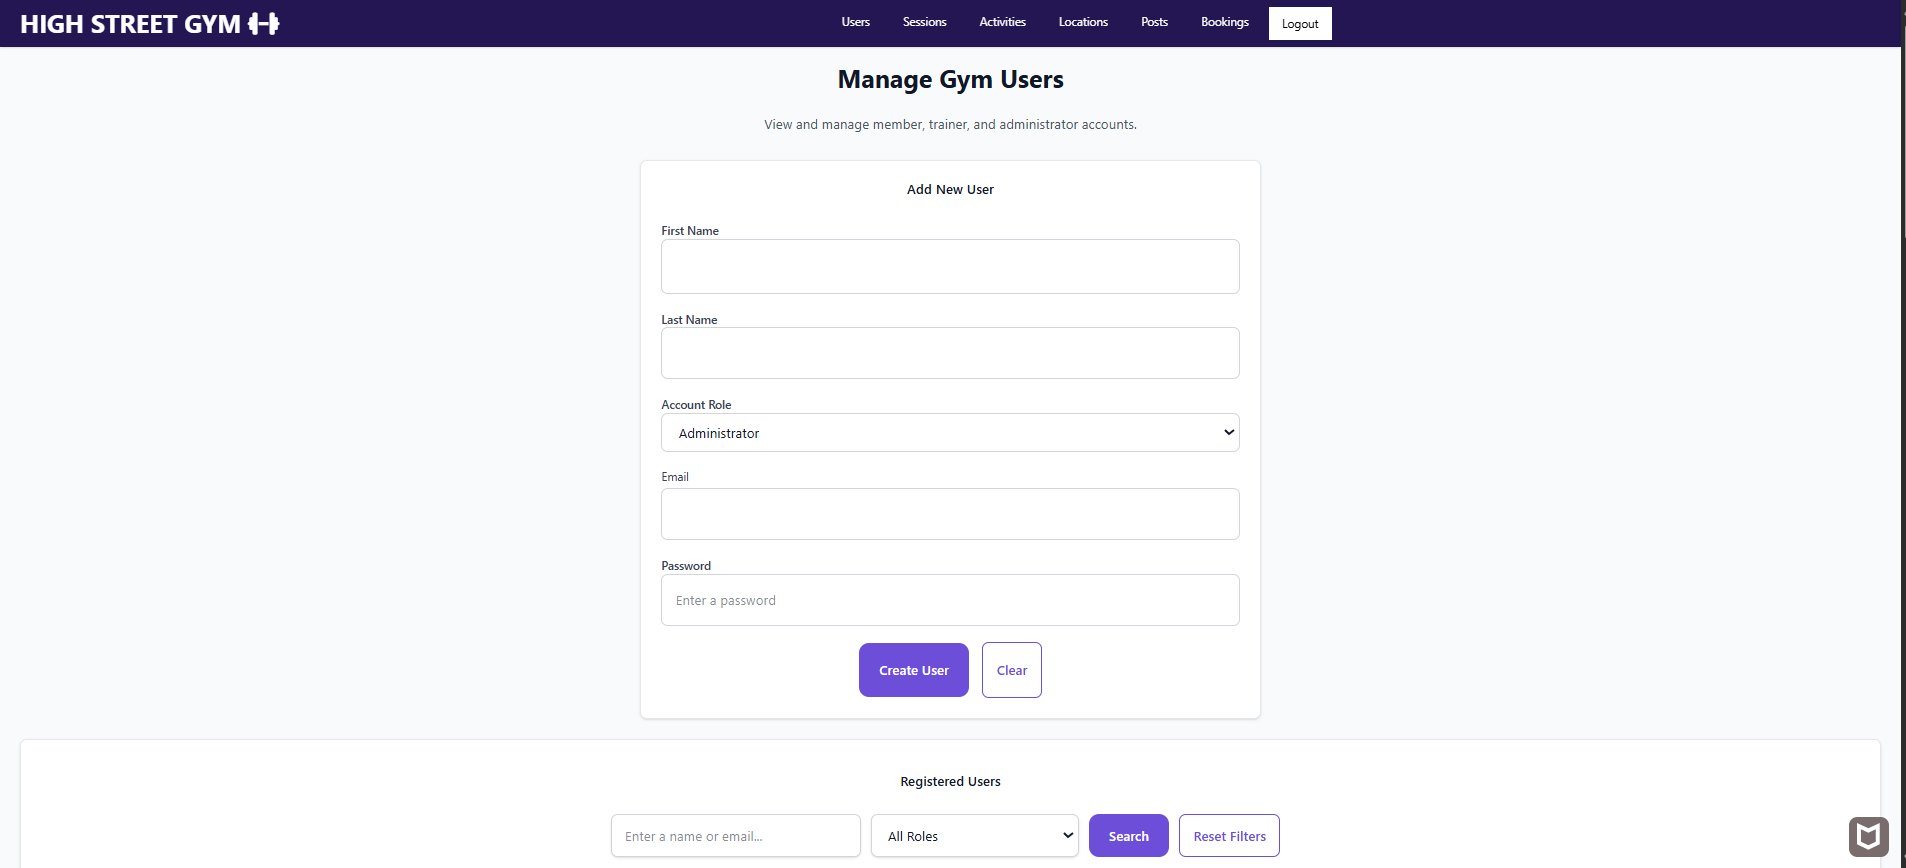 HIGH STREET GYM
Users Sessions Activities Locations Posts Bookings Logout
Manage Gym Users
View and manage member, trainer, and administrator accounts.
Add New User
First Name
Last Name
Account Role
Administrator
Email
Password
Enter a password
Create User Clear
Registered Users
Enter a name or email... All Roles Search Reset Filters